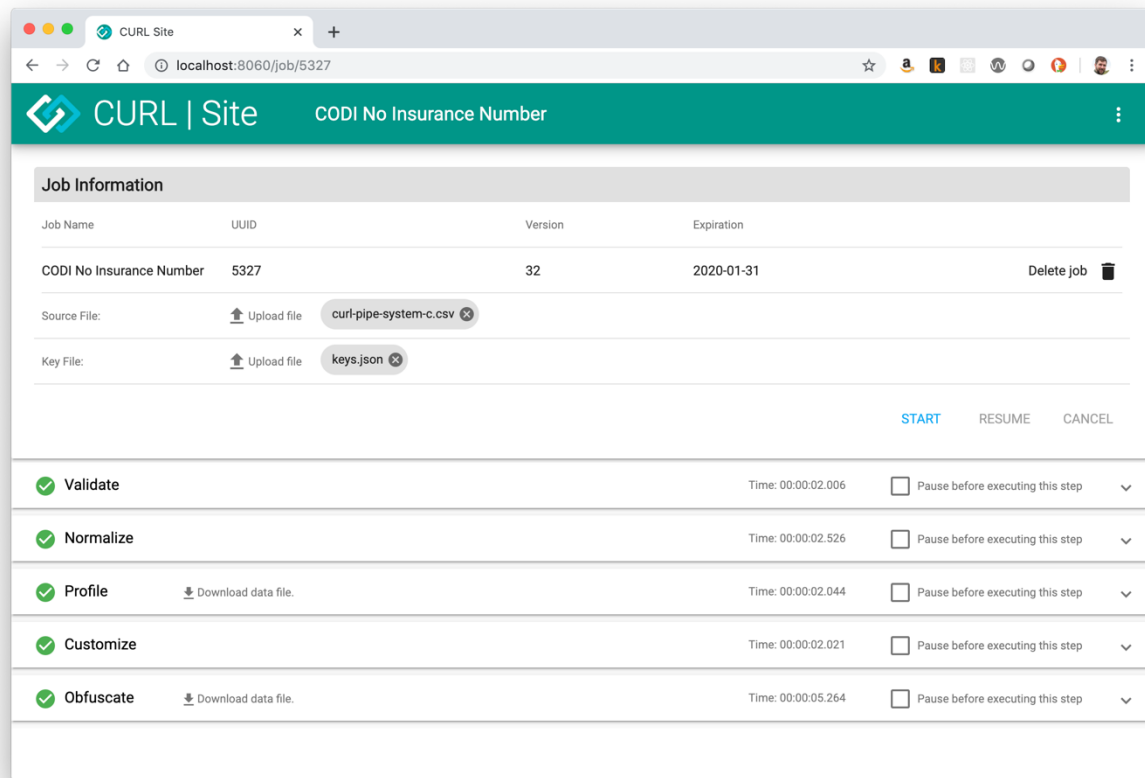 CURL Site
localhost:8060/job/5327
CURL | Site CODI No Insurance Number
Job Information
Job Name UUID Version Expiration
CODI No Insurance Number 5327 32 2020-01-31 Delete job
Source File: Upload file curl-pipe-system-c.csv
Key File: Upload file keys.json
START RESUME CANCEL
Validate Time: 00:00:02.006 Pause before executing this step
Normalize Time: 00:00:02.526 Pause before executing this step
Profile Download data file. Time: 00:00:02.044 Pause before executing this step
Customize Time: 00:00:02.021 Pause before executing this step
Obfuscate Download data file. Time: 00:00:05.264 Pause before executing this step